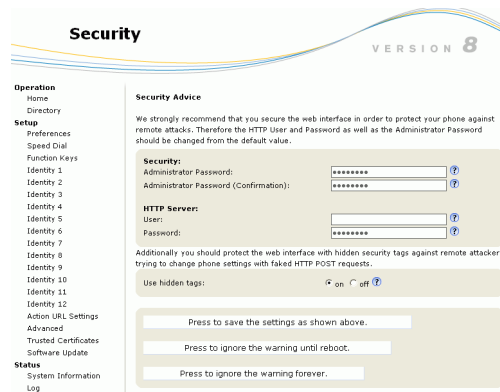 Security
VERSION 8
Operation
Home
Directory
Setup
Preferences
Speed Dial
Function Keys
Identity 1
Identity 2
Identity 3
Identity 4
Identity 5
Identity 6
Identity 7
Identity 8
Identity 9
Identity 10
Identity 11
Identity 12
Action URL Settings
Advanced
Trusted Certificates
Software Update
Status
System Information
Log
Security Advice
We strongly recommend that you secure the web interface in order to protect your phone against
remote attacks. Therefore the HTTP User and Password as well as the Administrator Password
should be changed from the default value.
Security:
Administrator Password: ●●●●●●●● ?
Administrator Password (Confirmation): ●●●●●●●● ?
HTTP Server:
User: ?
Password: ●●●●●●●● ?
Additionally you should protect the web interface with hidden security tags against remote attacker
trying to change phone settings with faked HTTP POST requests.
Use hidden tags: on off ?
Press to save the settings as shown above.
Press to ignore the warning until reboot.
Press to ignore the warning forever.